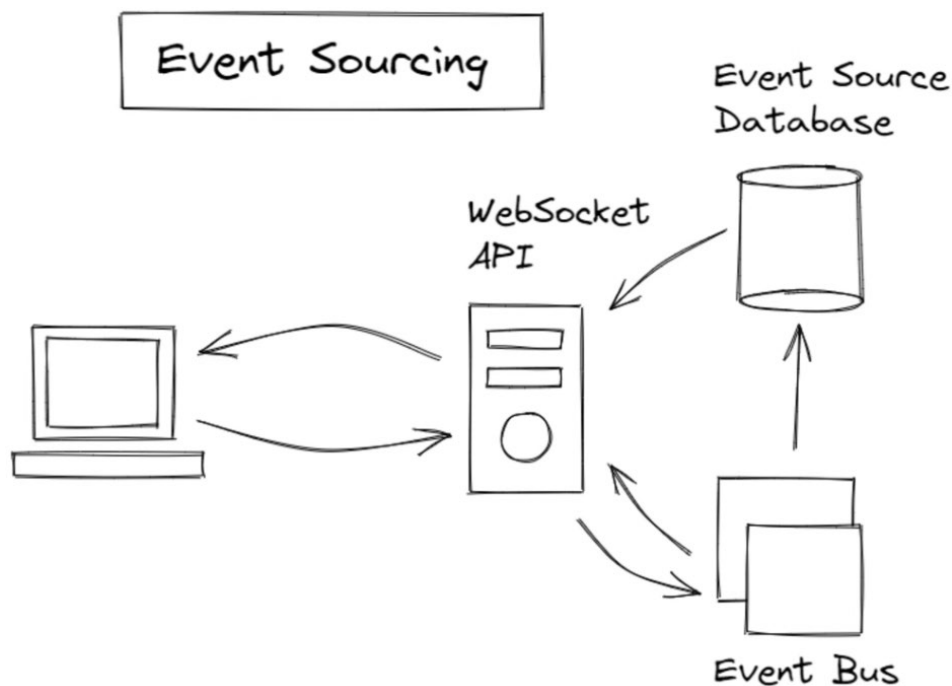 Event Sourcing
Event Source
Database
WebSocket
API
Event Bus